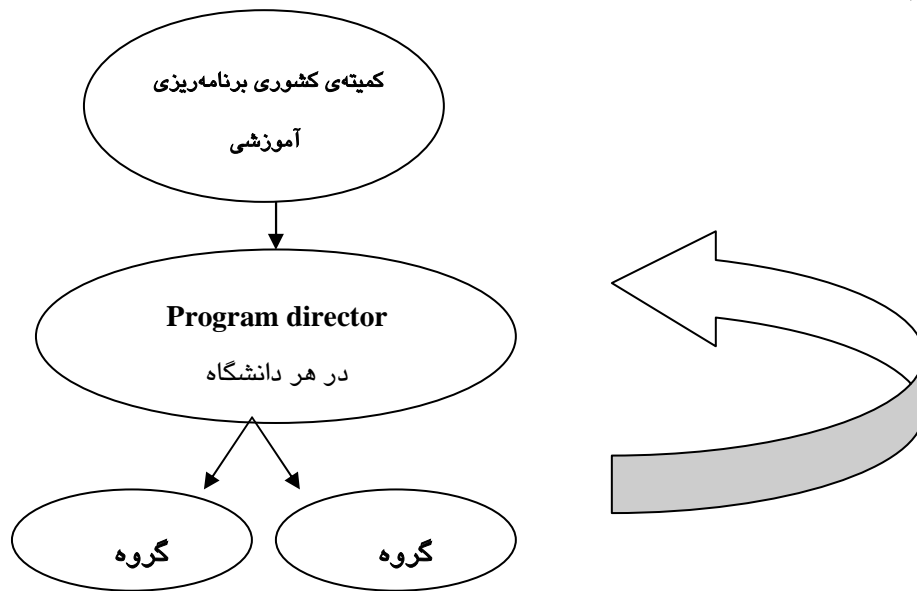 کمیته‌ی کشوری برنامه‌ریزی
آموزشی
Program director
در هر دانشگاه
گروه
گروه